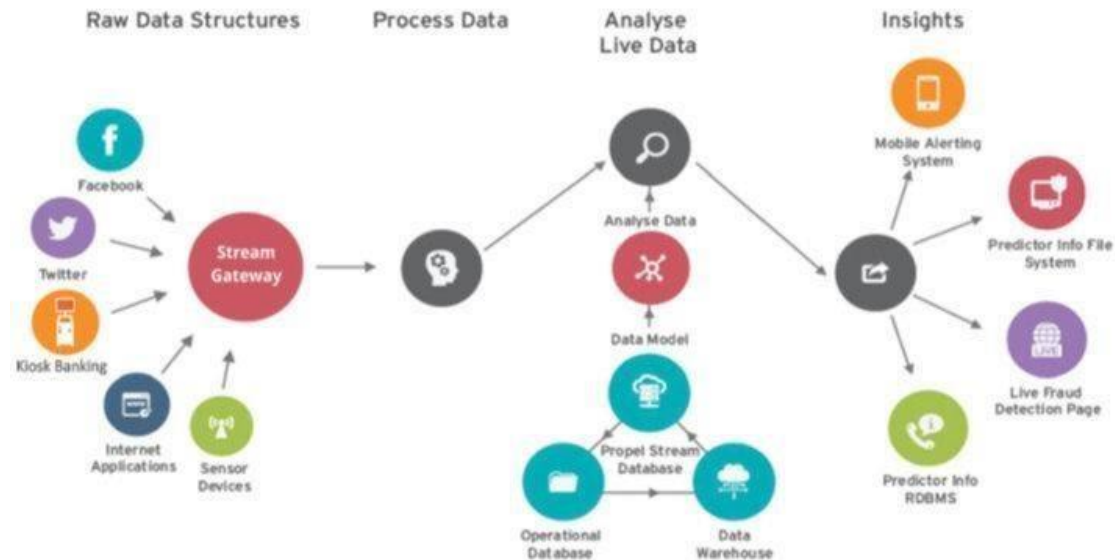 Raw Data Structures
Process Data
Analyse
Live Data
Insights
f
Facebook
Twitter
Kiosk Banking
Internet
Applications
Sensor
Devices
Stream
Gateway
Analyse Data
Data Model
Propel Stream
Database
Operational
Database
Data
Warehouse
Mobile Alerting
System
Predictor Info File
System
LIVE
Live Fraud
Detection Page
i
Predictor Info
RDBMS